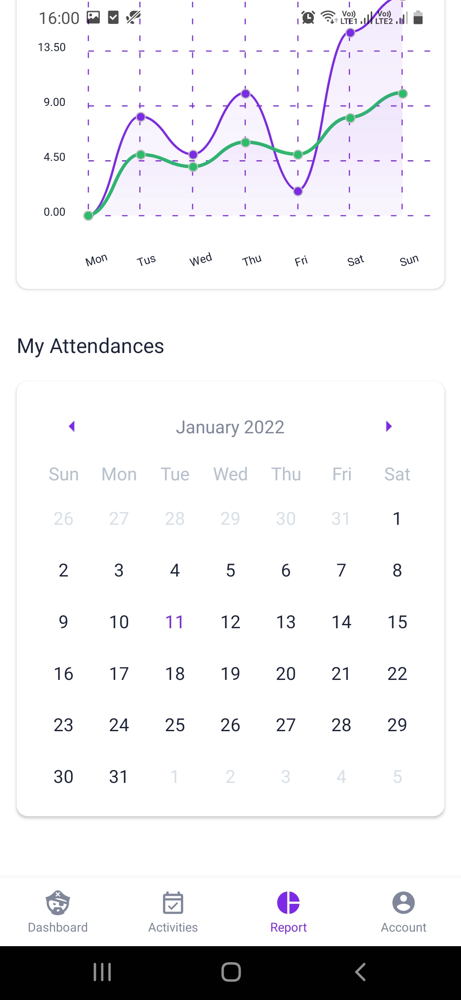 16:00 Vo)) LTE1 Vo)) LTE2
13.50
9.00
4.50
0.00
Mon Tus Wed Thu Fri Sat Sun
My Attendances
January 2022
Sun Mon Tue Wed Thu Fri Sat
26 27 28 29 30 31 1
2 3 4 5 6 7 8
9 10 11 12 13 14 15
16 17 18 19 20 21 22
23 24 25 26 27 28 29
30 31 1 2 3 4 5
Dashboard Activities Report Account